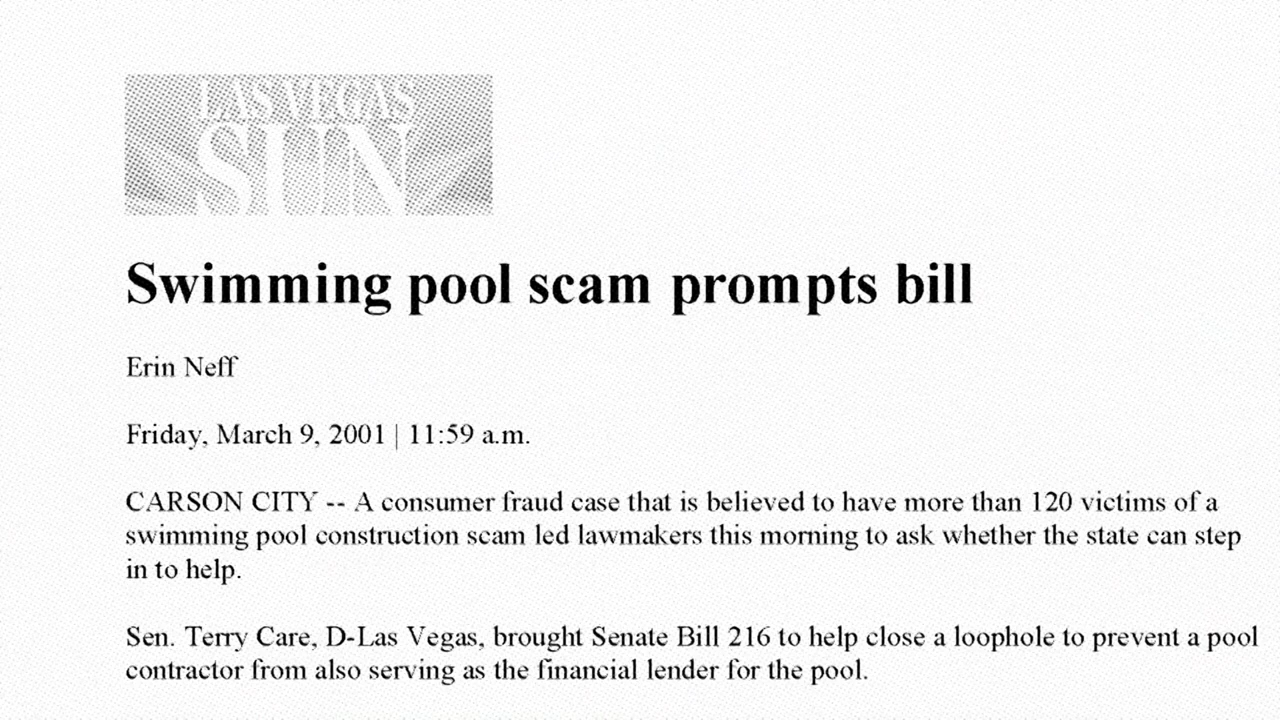 LAS VEGAS
SUN
Swimming pool scam prompts bill
Erin Neff
Friday, March 9, 2001 | 11:59 a.m.
CARSON CITY -- A consumer fraud case that is believed to have more than 120 victims of a
swimming pool construction scam led lawmakers this morning to ask whether the state can step
in to help.
Sen. Terry Care, D-Las Vegas, brought Senate Bill 216 to help close a loophole to prevent a pool
contractor from also serving as the financial lender for the pool.